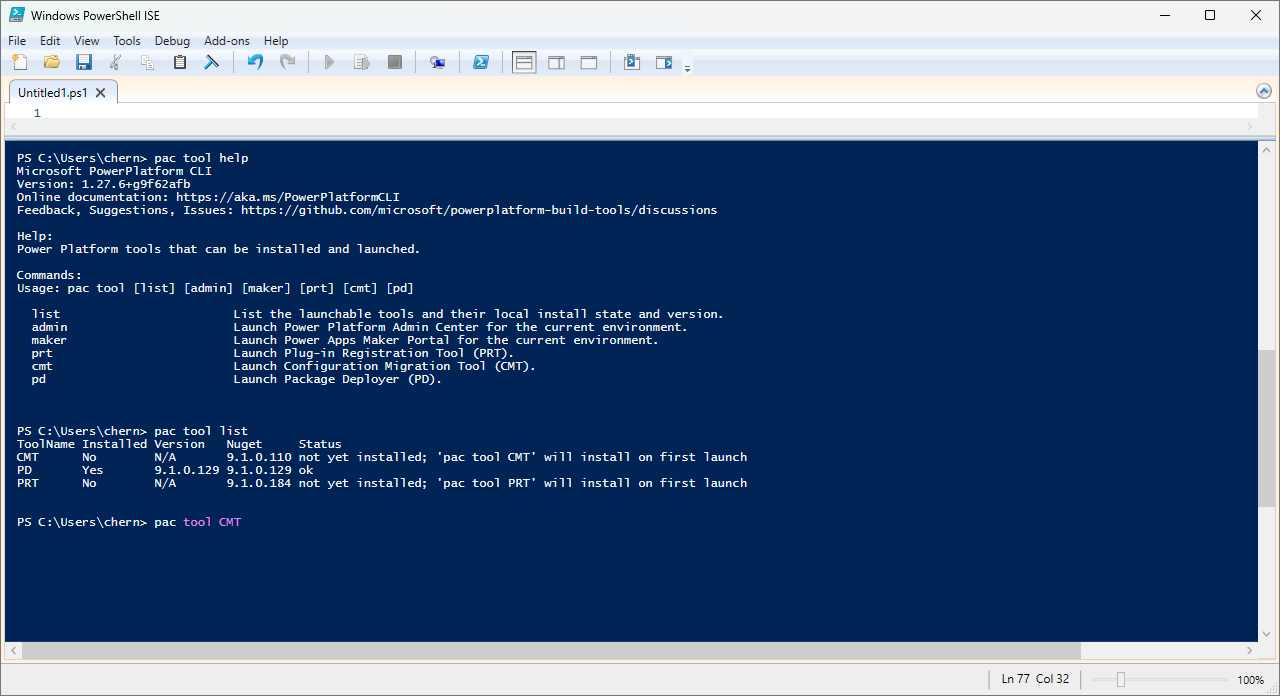 Windows PowerShell ISE
File Edit View Tools Debug Add-ons Help
Untitled1.ps1
1
PS C:\Users\chern> pac tool help
Microsoft PowerPlatform CLI
Version: 1.27.6+g9f62afb
Online documentation: https://aka.ms/PowerPlatformCLI
Feedback, Suggestions, Issues: https://github.com/microsoft/powerplatform-build-tools/discussions
Help:
Power Platform tools that can be installed and launched.
Commands:
Usage: pac tool [list] [admin] [maker] [prt] [cmt] [pd]
list List the launchable tools and their local install state and version.
admin Launch Power Platform Admin Center for the current environment.
maker Launch Power Apps Maker Portal for the current environment.
prt Launch Plug-in Registration Tool (PRT).
cmt Launch Configuration Migration Tool (CMT).
pd Launch Package Deployer (PD).
PS C:\Users\chern> pac tool list
ToolName Installed Version Nuget Status
CMT No N/A 9.1.0.110 not yet installed; 'pac tool CMT' will install on first launch
PD Yes 9.1.0.129 9.1.0.129 ok
PRT No N/A 9.1.0.184 not yet installed; 'pac tool PRT' will install on first launch
PS C:\Users\chern> pac tool CMT
Ln 77 Col 32 100%